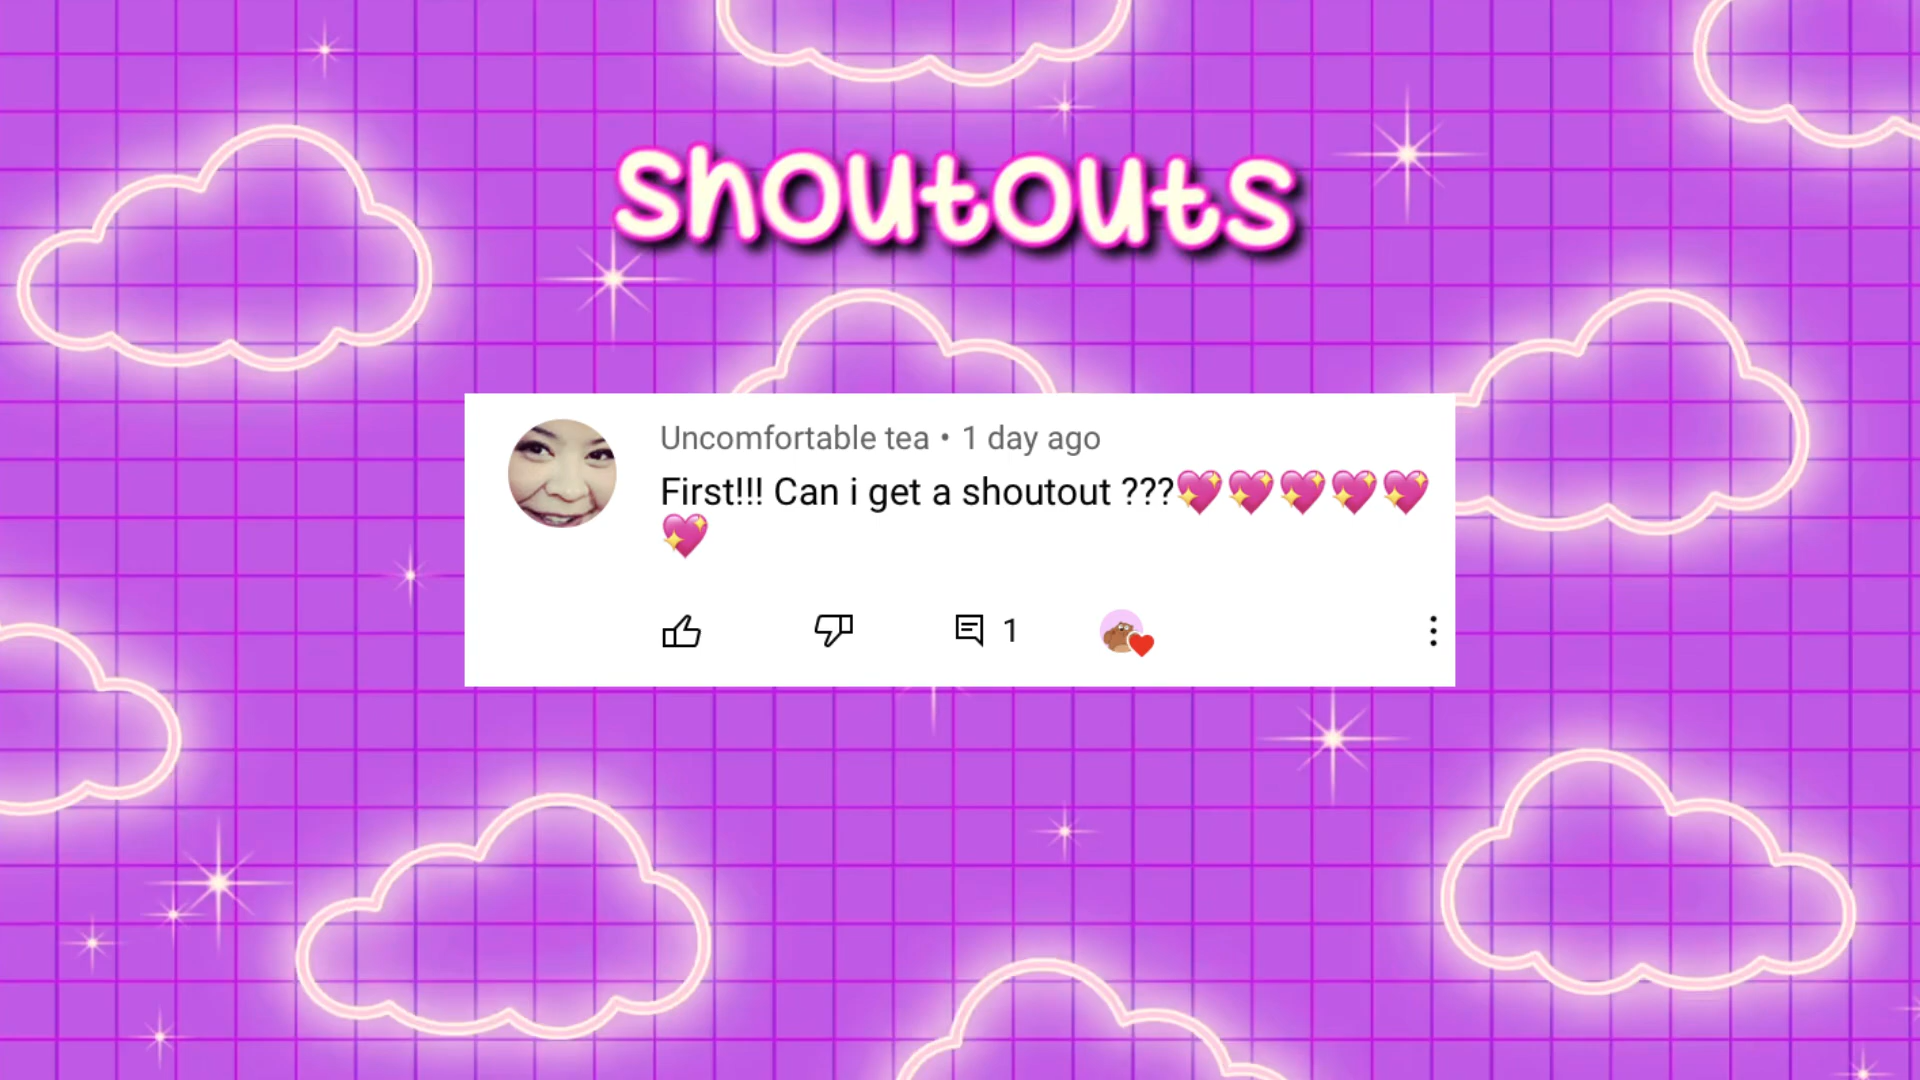 shoutouts
Uncomfortable tea • 1 day ago
First!!! Can i get a shoutout ???💖💖💖💖💖
💖
1